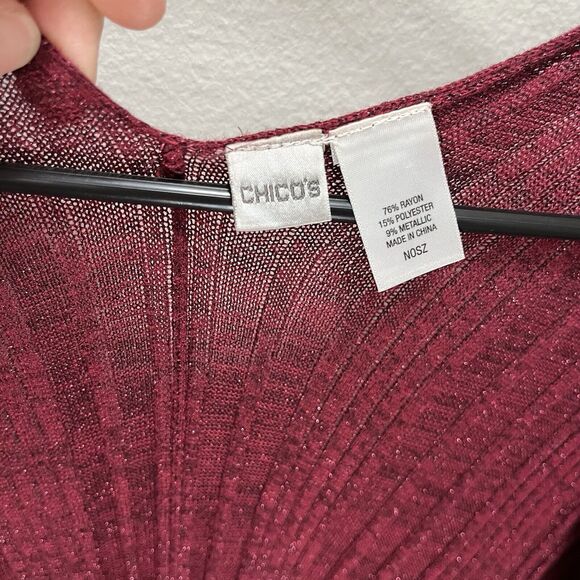 CHICO'S
76% RAYON
15% POLYESTER
9% METALLIC
MADE IN CHINA
NOSZ